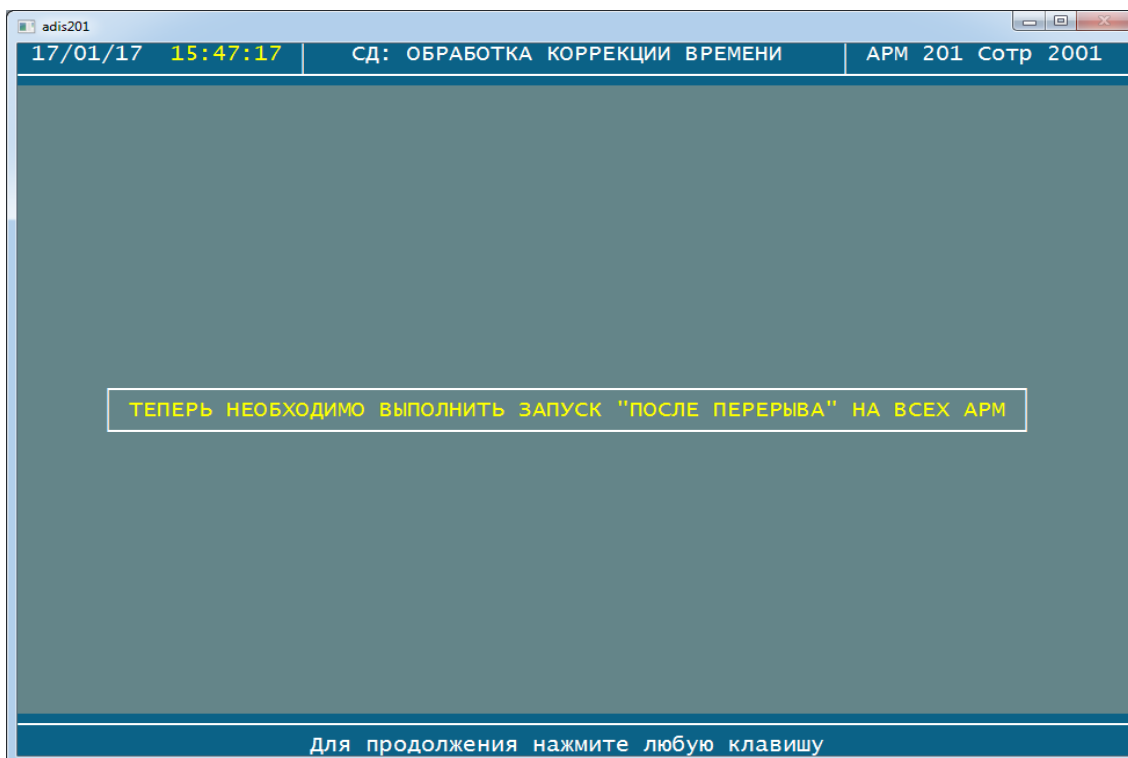 adis201
17/01/17 15:47:17 СД: ОБРАБОТКА КОРРЕКЦИИ ВРЕМЕНИ АРМ 201 Сотр 2001
ТЕПЕРЬ НЕОБХОДИМО ВЫПОЛНИТЬ ЗАПУСК "ПОСЛЕ ПЕРЕРЫВА" НА ВСЕХ АРМ
Для продолжения нажмите любую клавишу